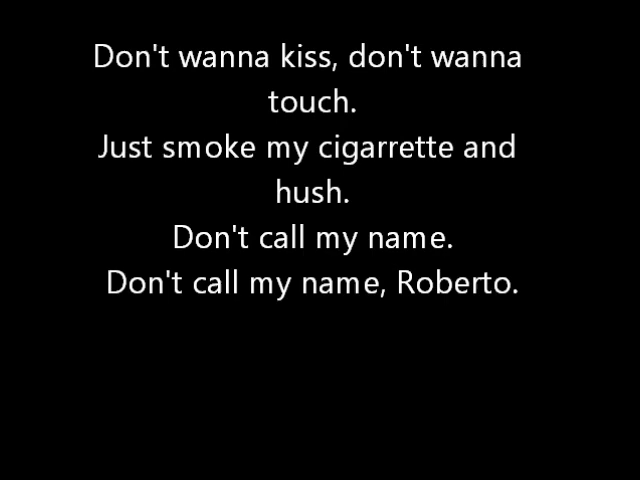 Don't wanna kiss, don't wanna
touch.
Just smoke my cigarrette and
hush.
Don't call my name.
Don't call my name, Roberto.